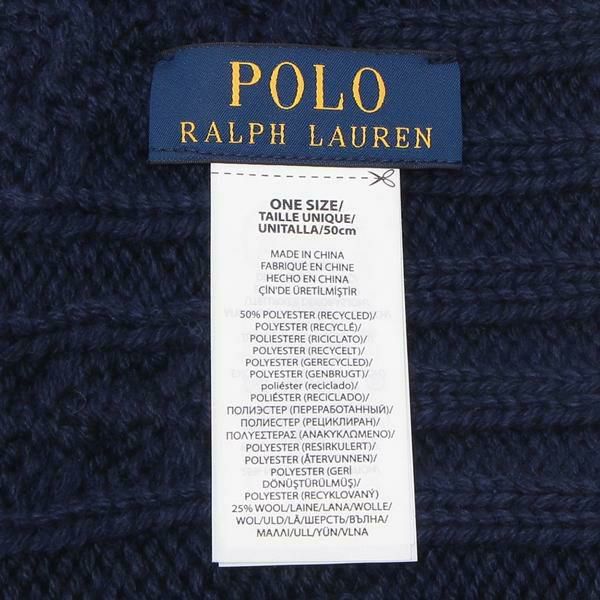 POLO
RALPH LAUREN
ONE SIZE/
TAILLE UNIQUE/
UNITALLA/50cm
MADE IN CHINA
FABRIQUÉ EN CHINE
HECHO EN CHINA
ÇİN'DE ÜRETİLMİŞTİR
50% POLYESTER (RECYCLED)/
POLYESTER (RECYCLÉ)/
POLIESTERE (RICICLATO)/
POLYESTER (RECYCELT)/
POLYESTER (GERECYCLED)/
POLYESTER (GENBRUGT)/
poliéster (reciclado)/
POLIÉSTER (RECICLADO)/
ПОЛИЭСТЕР (ПЕРЕРАБОТАННЫЙ)/
ПОЛИЕСТЕР (РЕЦИКЛИРАН)/
ΠΟΛΥΕΣΤΕΡΑΣ (ΑΝΑΚΥΚΛΩΜΕΝΟ)/
POLYESTER (RESIRKULERT)/
POLYESTER (ÅTERVUNNEN)/
POLYESTER (GERİ
DÖNÜŞTÜRÜLMÜŞ)/
POLYESTER (RECYKLOVANÝ)
25% WOOL/LAINE/LANA/WOLLE/
WOL/ULD/LÃ/ШЕРСТЬ/ВЪЛНА/
ΜΑΛΛΙ/ULL/YÜN/VLNA